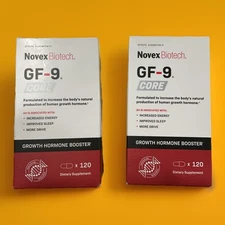 Novex Biotech®
GF-9®
CORE
Formulated to increase the body's natural
production of human growth hormone.*
INCREASED ENERGY
IMPROVED SLEEP
MORE DRIVE
GROWTH HORMONE BOOSTER*
x 120
Dietary Supplement
Novex Biotech®
GF-9®
CORE
Formulated to increase the body's natural
production of human growth hormone.*
INCREASED ENERGY
IMPROVED SLEEP
MORE DRIVE
GROWTH HORMONE BOOSTER*
x 120
Dietary Supplement